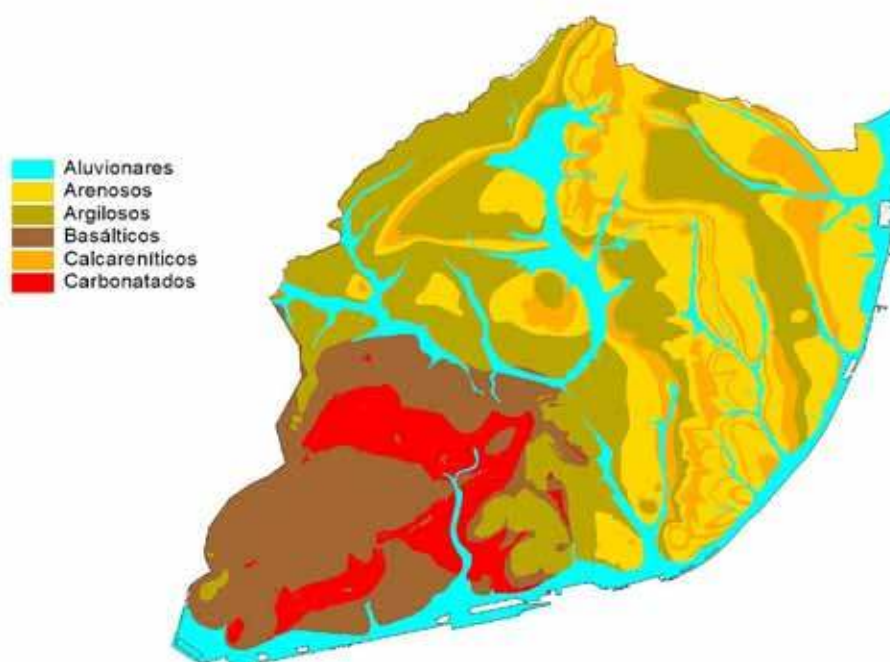 Aluvionares
Arenosos
Argilosos
Basálticos
Calcareníticos
Carbonatados